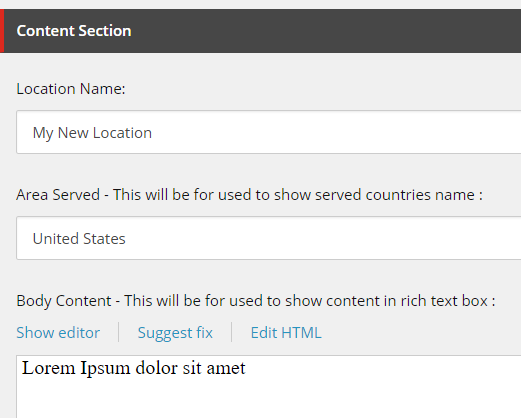 Content Section
Location Name:
My New Location
Area Served - This will be for used to show served countries name :
United States
Body Content - This will be for used to show content in rich text box :
Show editor Suggest fix Edit HTML
Lorem Ipsum dolor sit amet